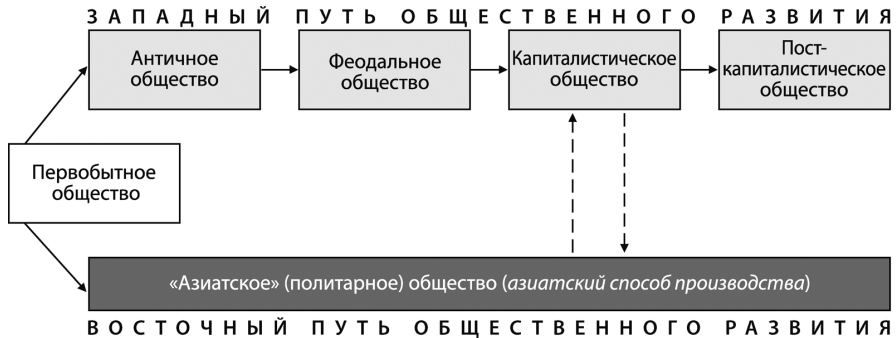 ЗАПАДНЫЙ ПУТЬ ОБЩЕСТВЕННОГО РАЗВИТИЯ
Античное
общество
Феодальное
общество
Капиталистическое
общество
Пост-
капиталистическое
общество
Первобытное
общество
«Азиатское» (политарное) общество (азиатский способ производства)
ВОСТОЧНЫЙ ПУТЬ ОБЩЕСТВЕННОГО РАЗВИТИЯ